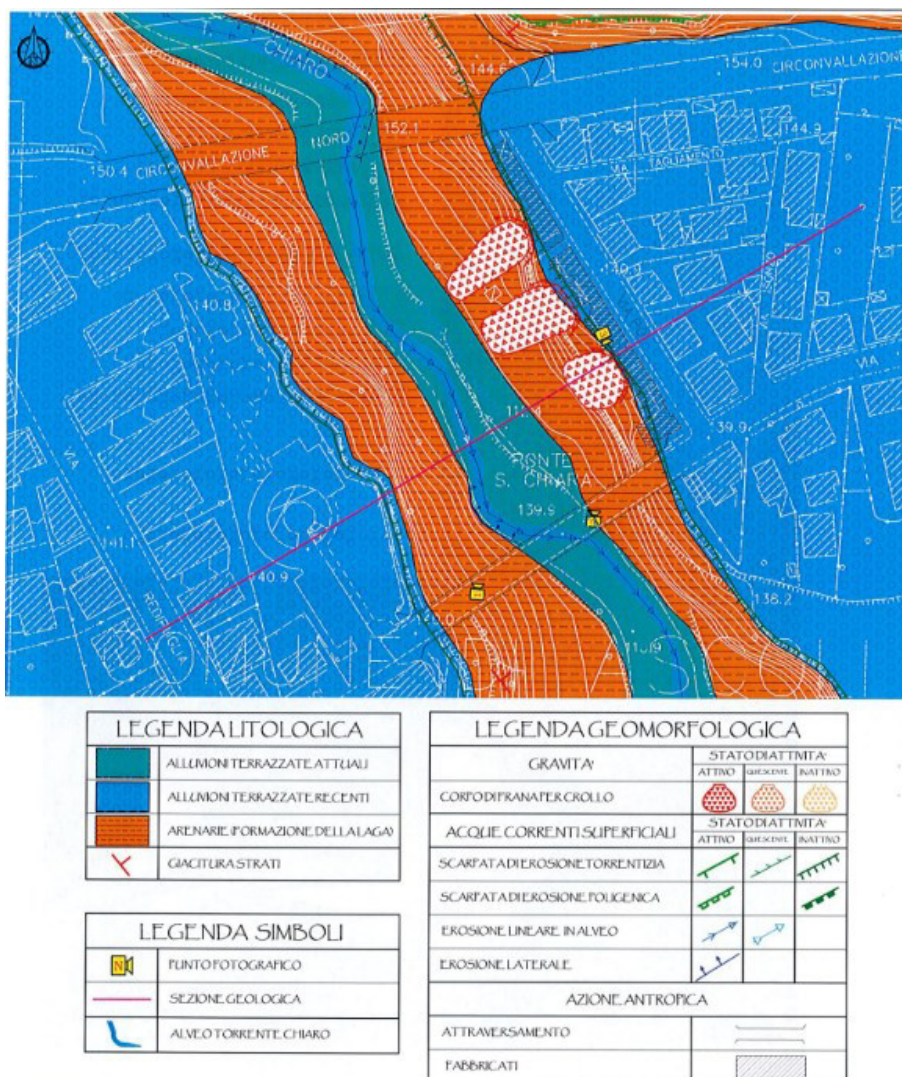 CHIARO
144.6
154.0
CIRCONVALLAZIONE
152.1
NORD
144.9
CIRCONVALLAZIONE
150.4
VIA
TAGLIAMENTO
140.8
VIA
VIA
139.9
PONTE
S. CHIARA
139.9
141.1
140.9
REDIPUGLIA
138.2
LEGENDA LITOLOGICA
ALLUVIONI TERRAZZATE ATTUALI
ALLUVIONI TERRAZZATE RECENTI
ARENARIE (FORMAZIONE DELLA LAGA)
GIACITURA STRATI
LEGENDA SIMBOLI
N
PUNTO FOTOGRAFICO
SEZIONE GEOLOGICA
ALVEO TORRENTE CHIARO
LEGENDA GEOMORFOLOGICA
GRAVITA'
STATO DI ATTIVITA'
ATTIVO
QUIESCENTE
INATTIVO
CORPO DI FRANA PER CROLLO
ACQUE CORRENTI SUPERFICIALI
STATO DI ATTIVITA'
ATTIVO
QUIESCENTE
INATTIVO
SCARPATA DI EROSIONE TORRENTIZIA
SCARPATA DI EROSIONE POLIGENICA
EROSIONE LINEARE IN ALVEO
EROSIONE LATERALE
AZIONE ANTROPICA
ATTRAVERSAMENTO
FABBRICATI